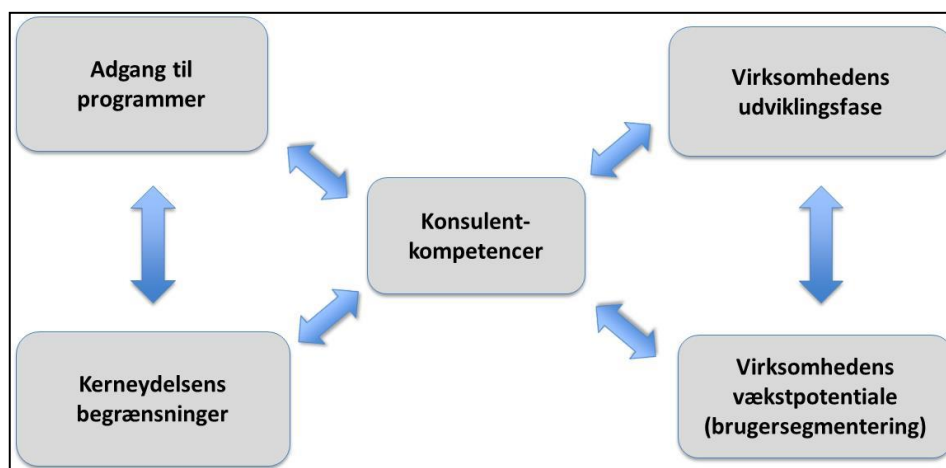 Adgang til
programmer
Virksomhedens
udviklingsfase
Konsulent-
kompetencer
Kerneydelsens
begrænsninger
Virksomhedens
vækstpotentiale
(brugersegmentering)